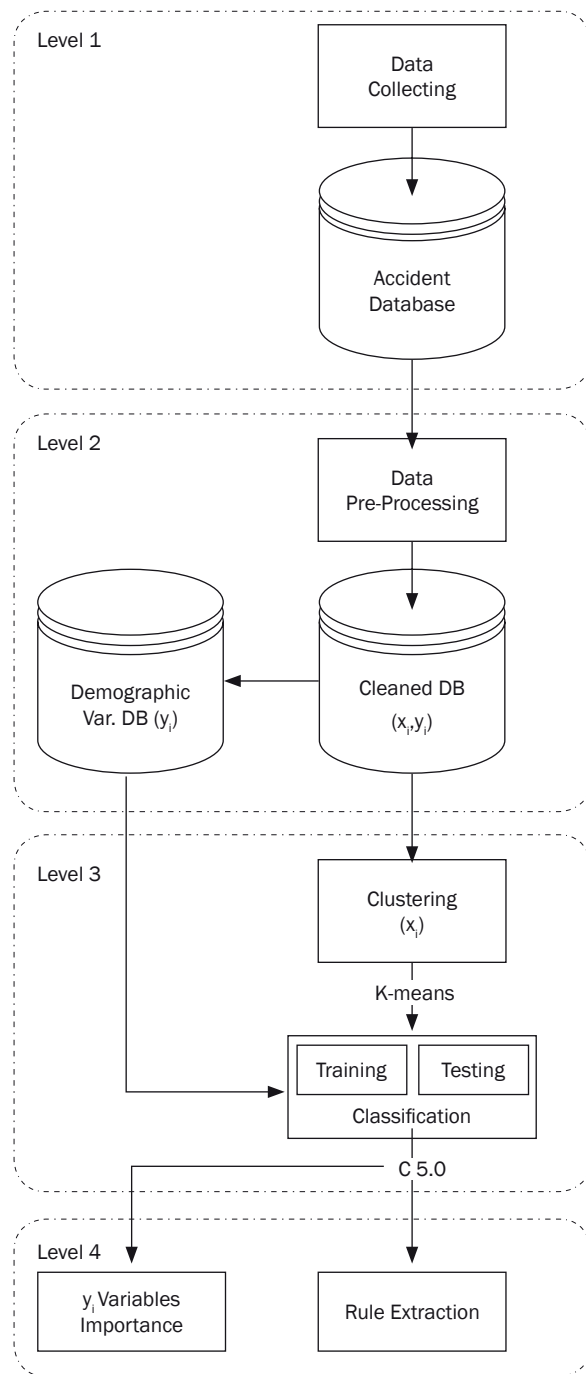 Level 1
Data
Collecting
Accident
Database
Level 2
Data
Pre-Processing
Demographic
Var. DB (yᵢ)
Cleaned DB
(xᵢ,yᵢ)
Level 3
Clustering
(xᵢ)
K-means
Training
Testing
Classification
C 5.0
Level 4
yᵢ Variables
Importance
Rule Extraction